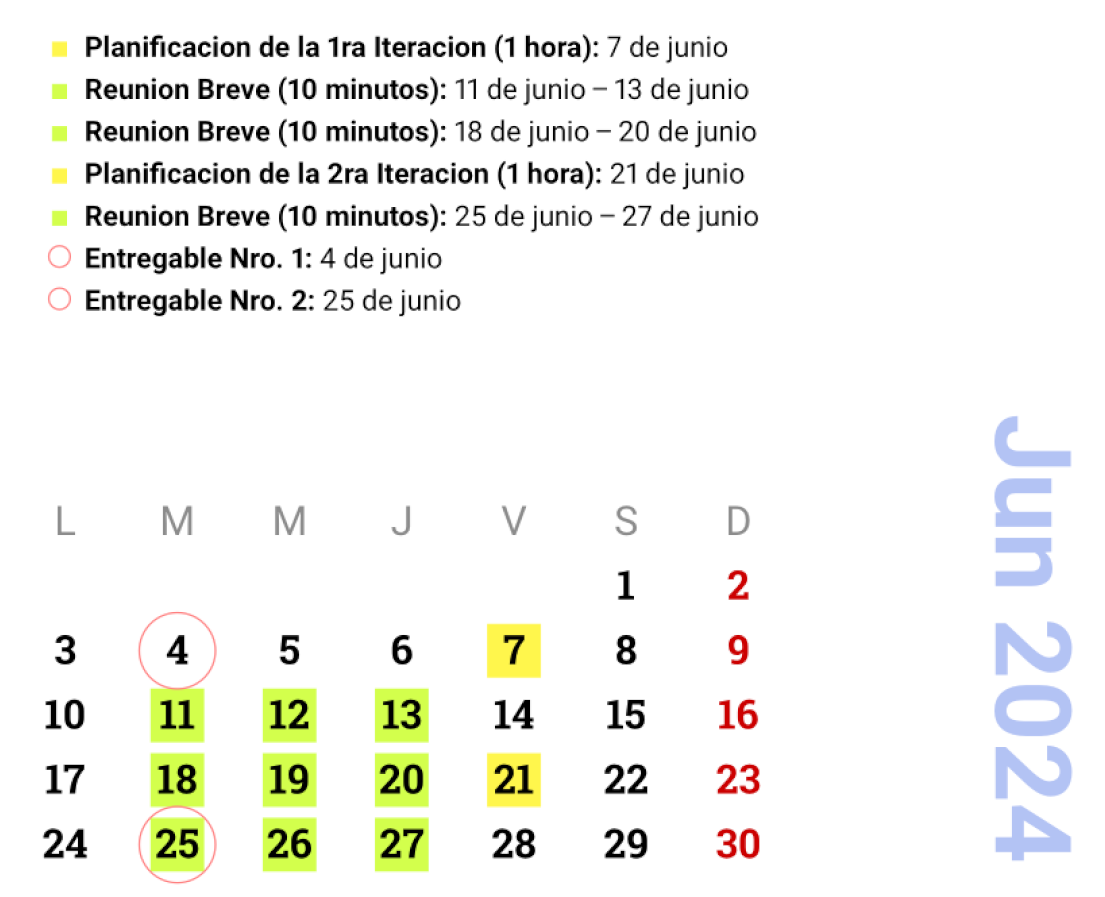 Planificacion de la 1ra Iteracion (1 hora): 7 de junio
Reunion Breve (10 minutos): 11 de junio – 13 de junio
Reunion Breve (10 minutos): 18 de junio – 20 de junio
Planificacion de la 2ra Iteracion (1 hora): 21 de junio
Reunion Breve (10 minutos): 25 de junio – 27 de junio
Entregable Nro. 1: 4 de junio
Entregable Nro. 2: 25 de junio
Jun 2024
L M M J V S D
1 2
3 4 5 6 7 8 9
10 11 12 13 14 15 16
17 18 19 20 21 22 23
24 25 26 27 28 29 30